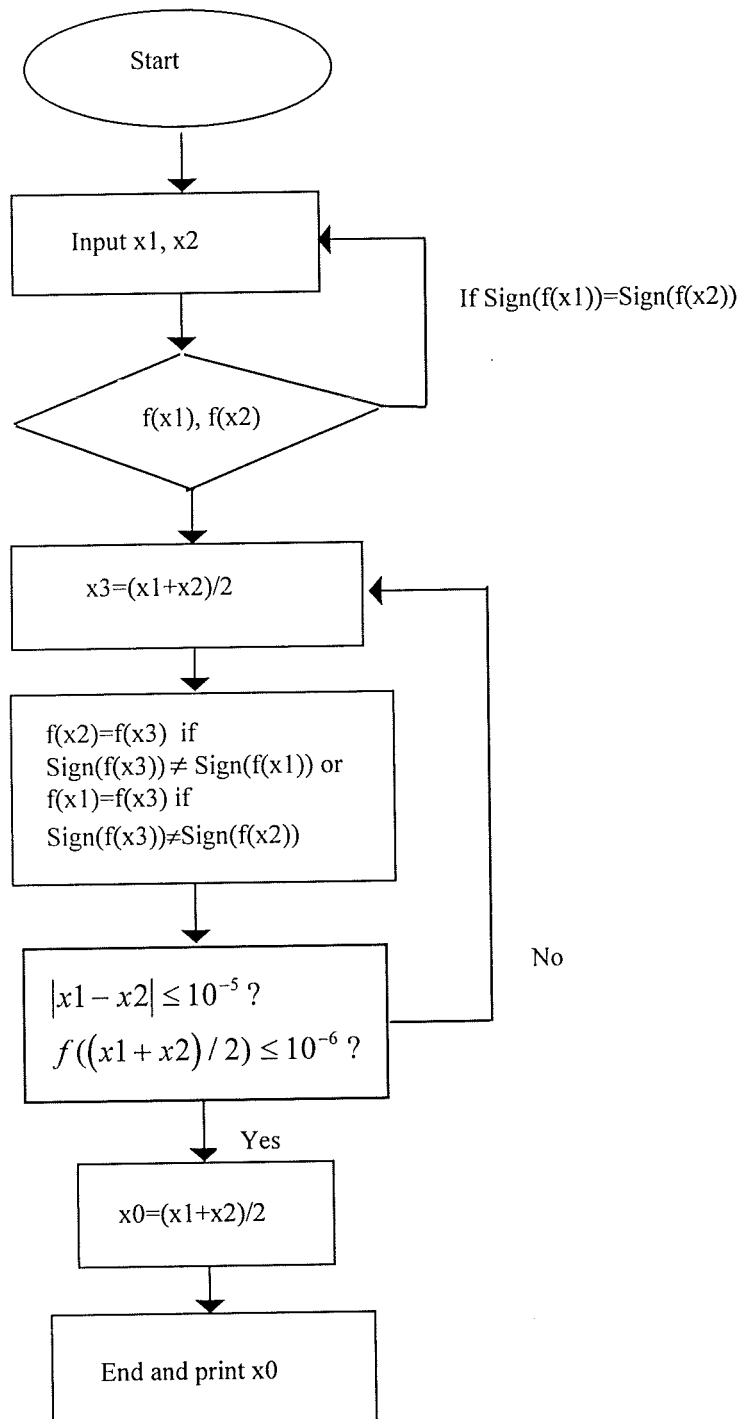 Start
Input x1, x2
If Sign(f(x1))=Sign(f(x2))
f(x1), f(x2)
x3=(x1+x2)/2
f(x2)=f(x3) if
Sign(f(x3)) ≠ Sign(f(x1)) or
f(x1)=f(x3) if
Sign(f(x3))≠Sign(f(x2))
No
|x1−x2| ≤ 10⁻⁵ ?
f((x1+x2)/2) ≤ 10⁻⁶ ?
Yes
x0=(x1+x2)/2
End and print x0